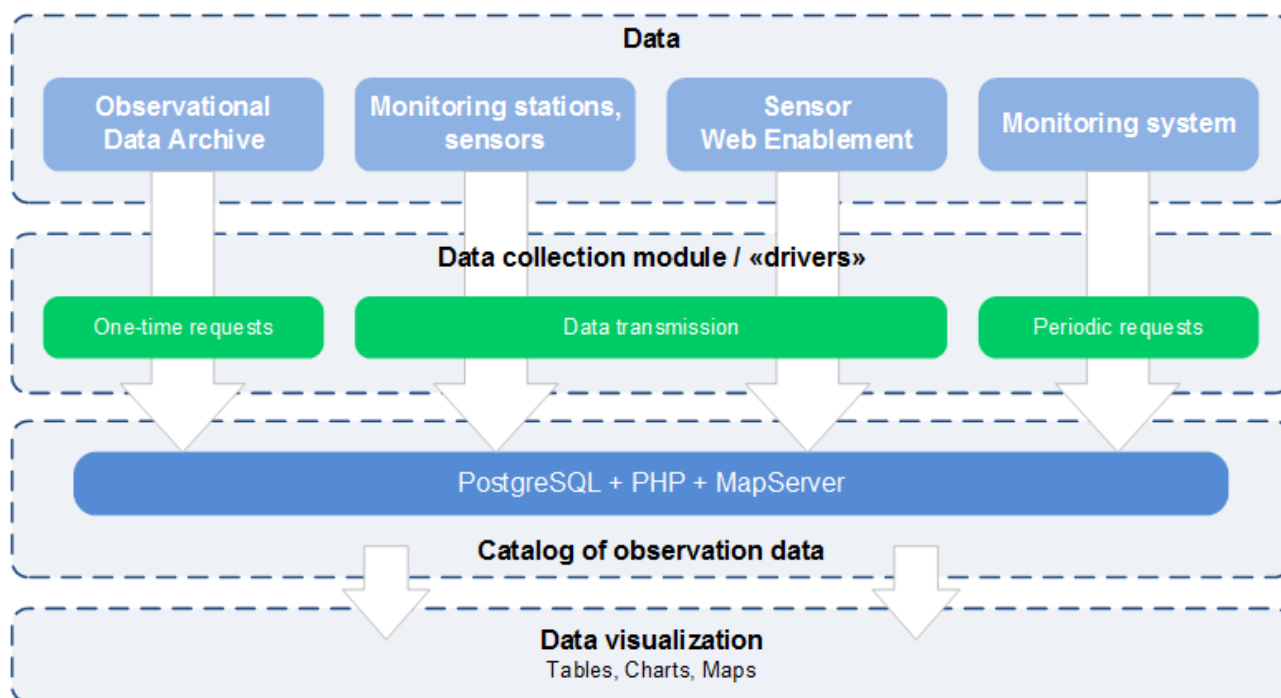 Data
Observational
Data Archive
Monitoring stations,
sensors
Sensor
Web Enablement
Monitoring system
Data collection module / «drivers»
One-time requests
Data transmission
Periodic requests
PostgreSQL + PHP + MapServer
Catalog of observation data
Data visualization
Tables, Charts, Maps